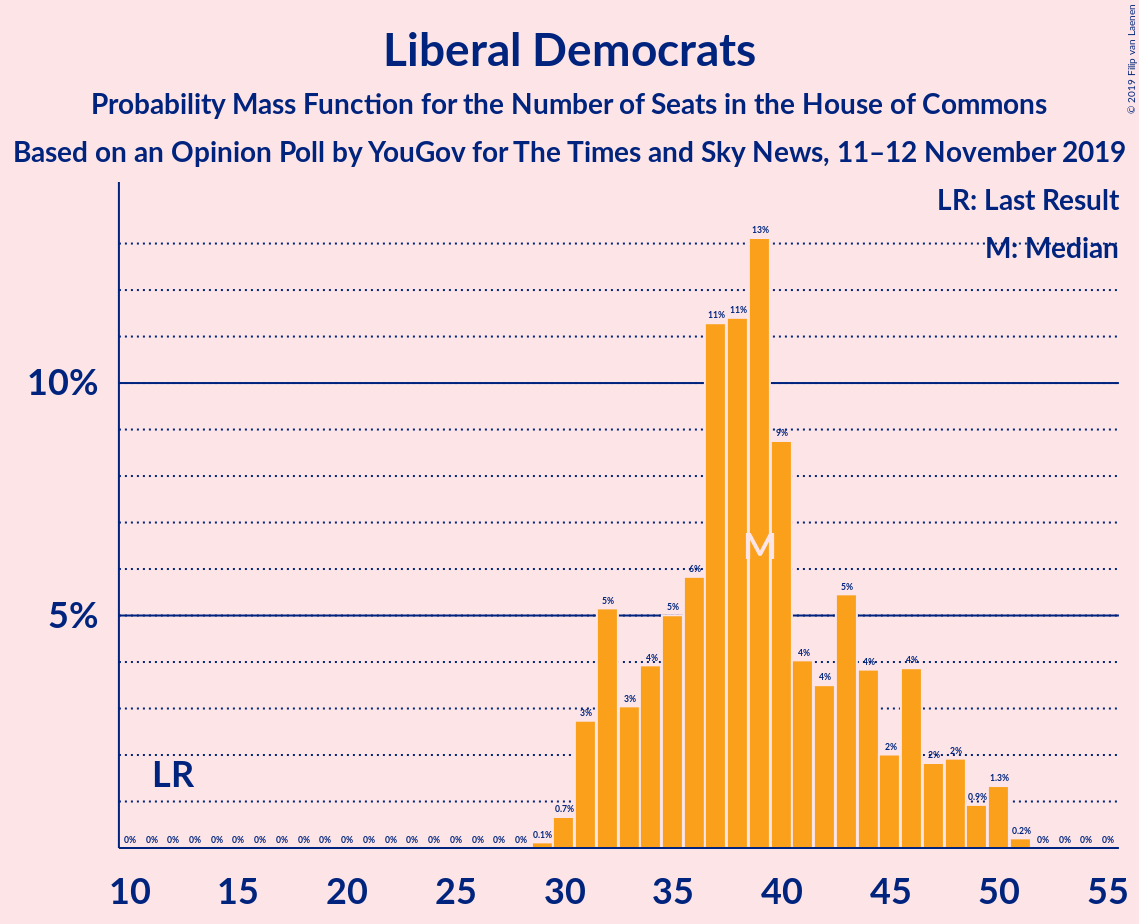 Liberal Democrats
Probability Mass Function for the Number of Seats in the House of Commons
Based on an Opinion Poll by YouGov for The Times and Sky News, 11–12 November 2019
© 2019 Filip van Laenen
LR: Last Result
M: Median
10%
5%
LR
M
0% 0% 0% 0% 0% 0% 0% 0% 0% 0% 0% 0% 0% 0% 0% 0% 0% 0% 0% 0.1% 0.7% 3% 5% 3% 4% 5% 6% 11% 11% 13% 9% 4% 4% 5% 4% 2% 4% 2% 2% 0.9% 1.3% 0.2% 0% 0% 0% 0%
10 15 20 25 30 35 40 45 50 55